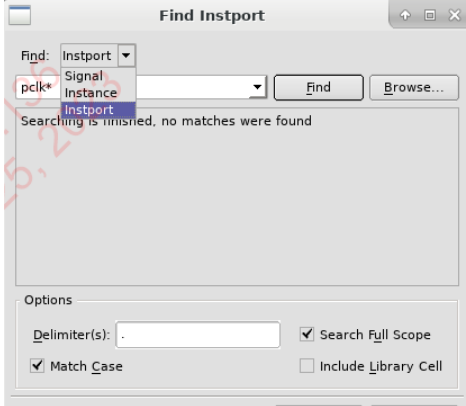 Find Instport
Find: Instport
Signal
Instance
Instport
pclk*
Find
Browse...
Searching is finished, no matches were found
Options
Delimiter(s): .
Search Full Scope
Match Case
Include Library Cell